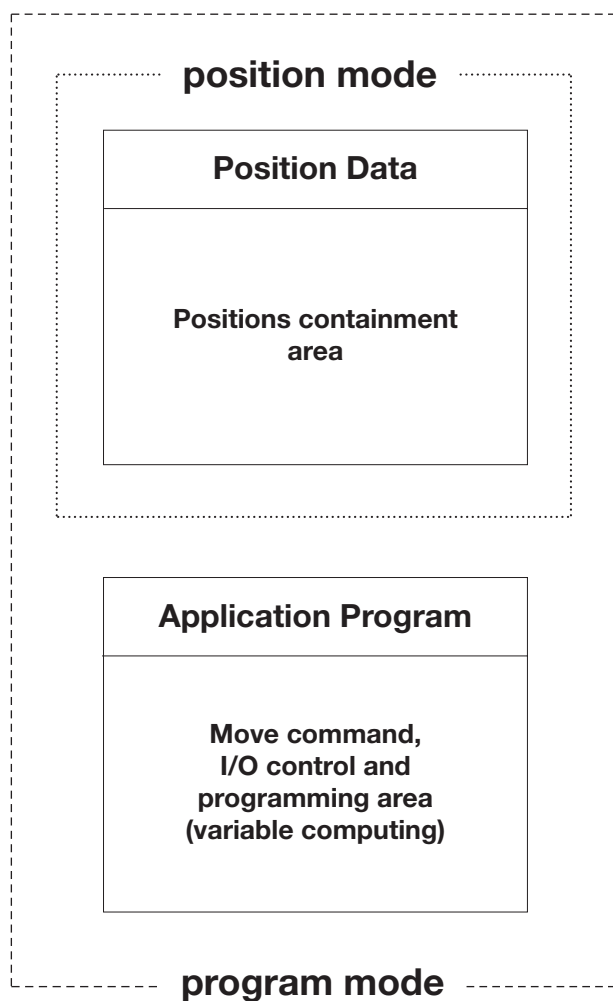 position mode
Position Data
Positions containment
area
Application Program
Move command,
I/O control and
programming area
(variable computing)
program mode